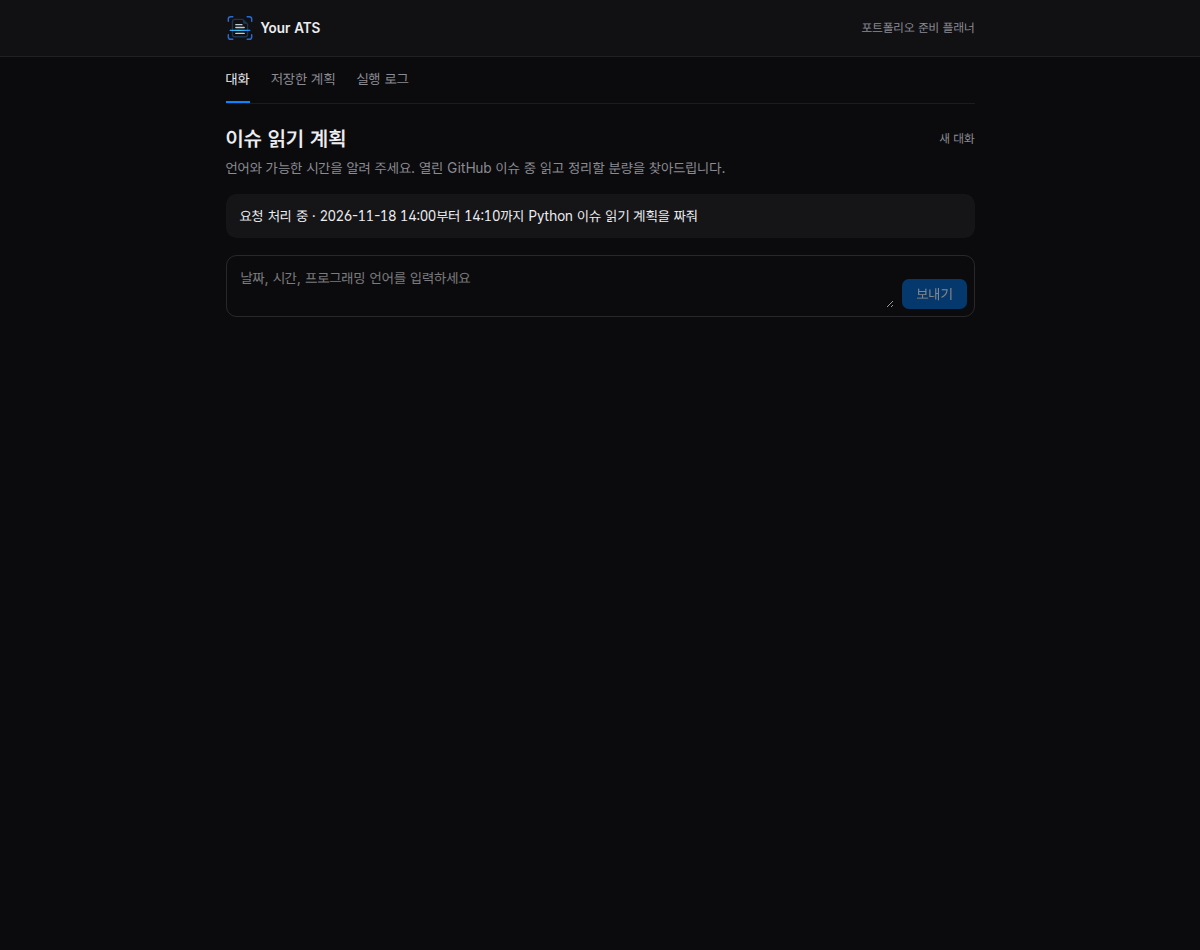 Your ATS
포트폴리오 준비 플래너
대화
저장한 계획
실행 로그
이슈 읽기 계획
새 대화
언어와 가능한 시간을 알려 주세요. 열린 GitHub 이슈 중 읽고 정리할 분량을 찾아드립니다.
요청 처리 중 · 2026-11-18 14:00부터 14:10까지 Python 이슈 읽기 계획을 짜줘
날짜, 시간, 프로그래밍 언어를 입력하세요
보내기